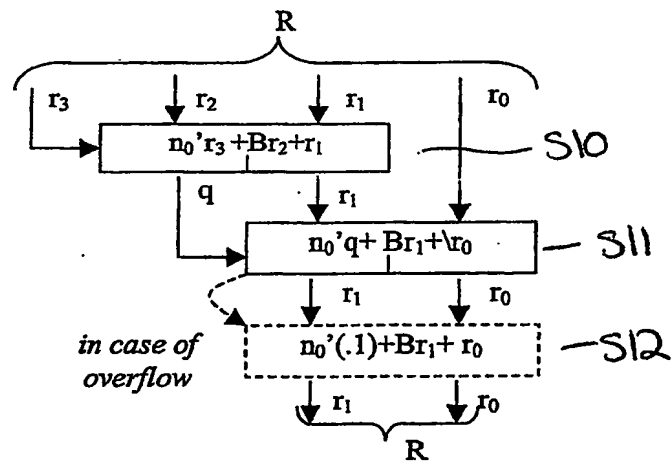 R
r₃ r₂ r₁ r₀
n₀'r₃ +Br₂+r₁
S10
q r₁
n₀'q+ Br₁+\r₀
S11
r₁ r₀
in case of
overflow
n₀'(.1)+Br₁+ r₀
S12
r₁ r₀
R